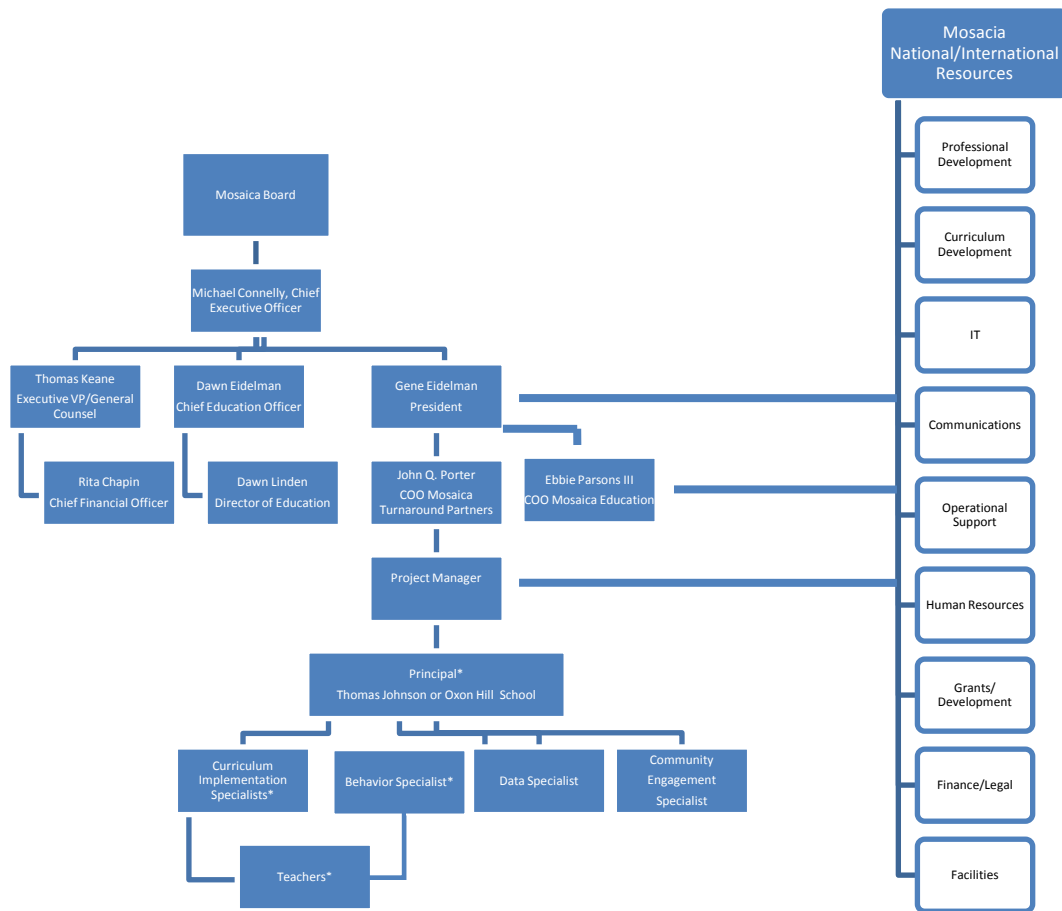 Mosacia
National/International
Resources
Professional
Development
Curriculum
Development
IT
Communications
Operational
Support
Human Resources
Grants/
Development
Finance/Legal
Facilities
Mosaica Board
Michael Connelly, Chief
Executive Officer
Thomas Keane
Executive VP/General
Counsel
Dawn Eidelman
Chief Education Officer
Gene Eidelman
President
Rita Chapin
Chief Financial Officer
Dawn Linden
Director of Education
John Q. Porter
COO Mosaica
Turnaround Partners
Ebbie Parsons III
COO Mosaica Education
Project Manager
Principal*
Thomas Johnson or Oxon Hill School
Curriculum
Implementation
Specialists*
Behavior Specialist*
Data Specialist
Community
Engagement
Specialist
Teachers*